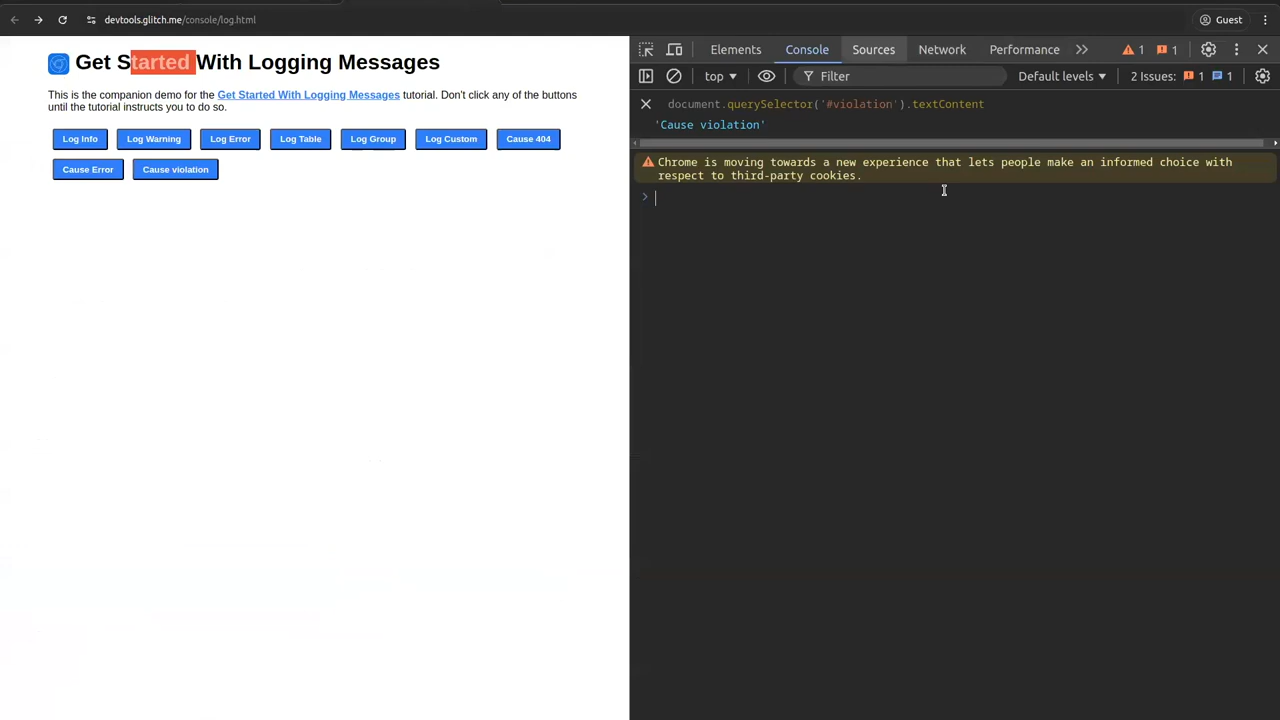 devtools.glitch.me/console/log.html
Guest
Get Started With Logging Messages
This is the companion demo for the Get Started With Logging Messages tutorial. Don't click any of the buttons
until the tutorial instructs you to do so.
Log Info Log Warning Log Error Log Table Log Group Log Custom Cause 404
Cause Error Cause violation
Elements Console Sources Network Performance 1 1
top Filter Default levels 2 Issues: 1 1
document.querySelector('#violation').textContent
'Cause violation'
Chrome is moving towards a new experience that lets people make an informed choice with
respect to third-party cookies.